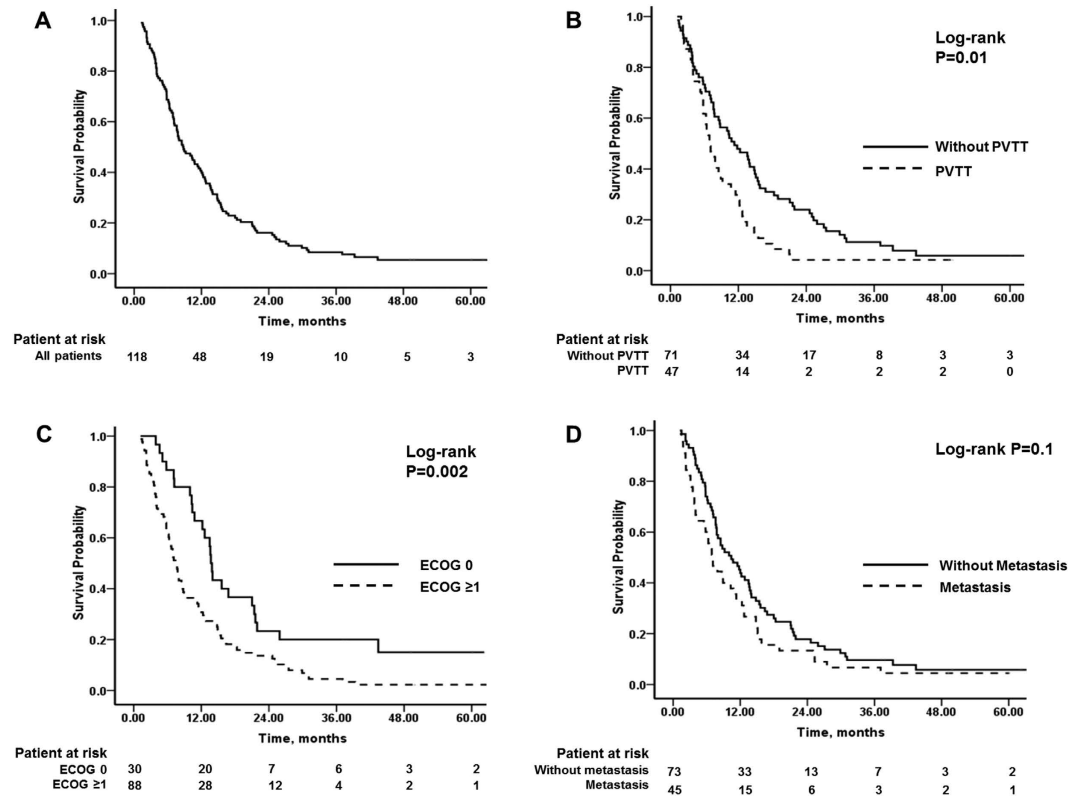 A
Survival Probability
1.0
0.8
0.6
0.4
0.2
0.0
0.00 12.00 24.00 36.00 48.00 60.00
Time, months
Patient at risk
All patients 118 48 19 10 5 3
B
Log-rank
P=0.01
Without PVTT
PVTT
Survival Probability
1.0
0.8
0.6
0.4
0.2
0.0
0.00 12.00 24.00 36.00 48.00 60.00
Time, months
Patient at risk
Without PVTT 71 34 17 8 3 3
PVTT 47 14 2 2 2 0
C
Log-rank
P=0.002
ECOG 0
ECOG ≥1
Survival Probability
1.0
0.8
0.6
0.4
0.2
0.0
0.00 12.00 24.00 36.00 48.00 60.00
Time, months
Patient at risk
ECOG 0 30 20 7 6 3 2
ECOG ≥1 88 28 12 4 2 1
D
Log-rank P=0.1
Without Metastasis
Metastasis
Survival Probability
1.0
0.8
0.6
0.4
0.2
0.0
0.00 12.00 24.00 36.00 48.00 60.00
Time, months
Patient at risk
Without metastasis 73 33 13 7 3 2
Metastasis 45 15 6 3 2 1